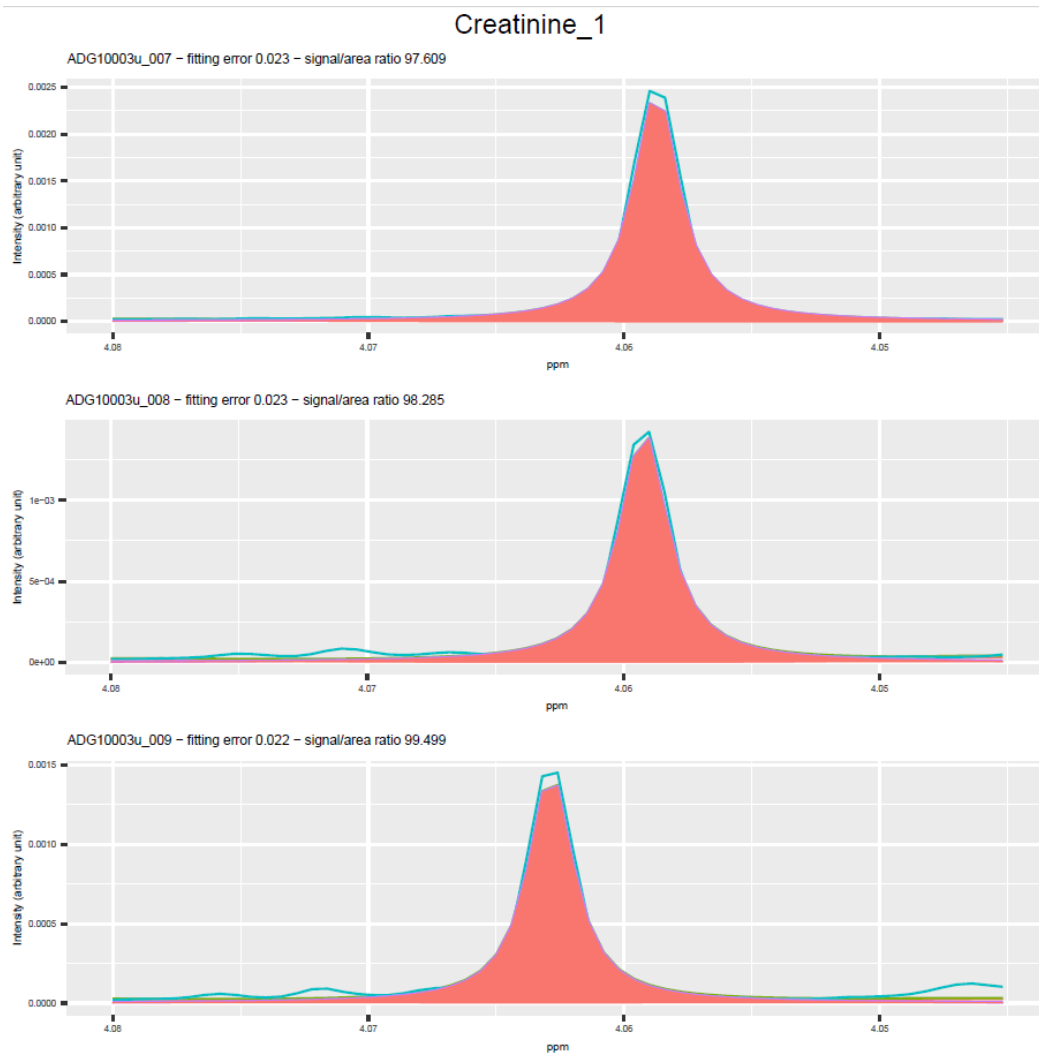 Creatinine_1
ADG10003u_007 − fitting error 0.023 − signal/area ratio 97.609
Intensity (arbitrary unit)
0.0025
0.0020
0.0015
0.0010
0.0005
0.0000
4.08 4.07 4.06 4.05
ppm
ADG10003u_008 − fitting error 0.023 − signal/area ratio 98.285
Intensity (arbitrary unit)
1e−03
5e−04
0e+00
4.08 4.07 4.06 4.05
ppm
ADG10003u_009 − fitting error 0.022 − signal/area ratio 99.499
Intensity (arbitrary unit)
0.0015
0.0010
0.0005
0.0000
4.08 4.07 4.06 4.05
ppm